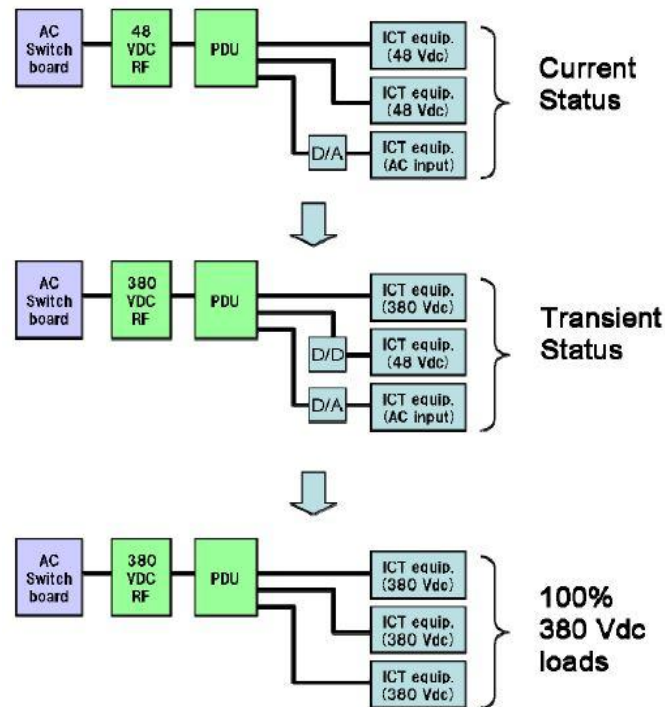 AC
Switch
board
48
VDC
RF
PDU
ICT equip.
(48 Vdc)
ICT equip.
(48 Vdc)
D/A
ICT equip.
(AC input)
Current
Status
AC
Switch
board
380
VDC
RF
PDU
ICT equip.
(380 Vdc)
D/D
ICT equip.
(48 Vdc)
D/A
ICT equip.
(AC input)
Transient
Status
AC
Switch
board
380
VDC
RF
PDU
ICT equip.
(380 Vdc)
ICT equip.
(380 Vdc)
ICT equip.
(380 Vdc)
100%
380 Vdc
loads